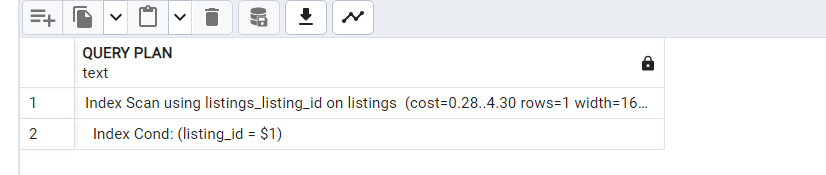 QUERY PLAN
text
1 Index Scan using listings_listing_id on listings (cost=0.28..4.30 rows=1 width=16...
2 Index Cond: (listing_id = $1)